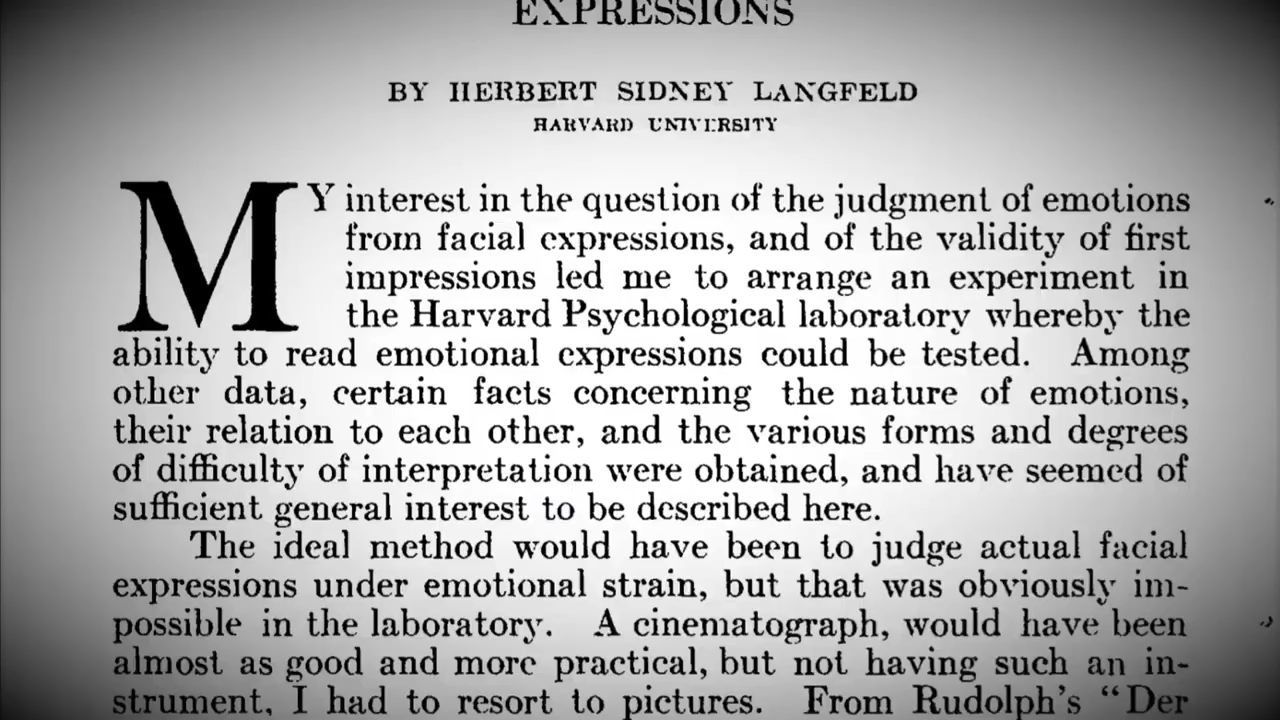 EXPRESSIONS
BY HERBERT SIDNEY LANGFELD
HARVARD UNIVERSITY
MY interest in the question of the judgment of emotions
from facial expressions, and of the validity of first
impressions led me to arrange an experiment in
the Harvard Psychological laboratory whereby the
ability to read emotional expressions could be tested. Among
other data, certain facts concerning the nature of emotions,
their relation to each other, and the various forms and degrees
of difficulty of interpretation were obtained, and have seemed of
sufficient general interest to be described here.
The ideal method would have been to judge actual facial
expressions under emotional strain, but that was obviously im-
possible in the laboratory. A cinematograph, would have been
almost as good and more practical, but not having such an in-
strument, I had to resort to pictures. From Rudolph's "Der